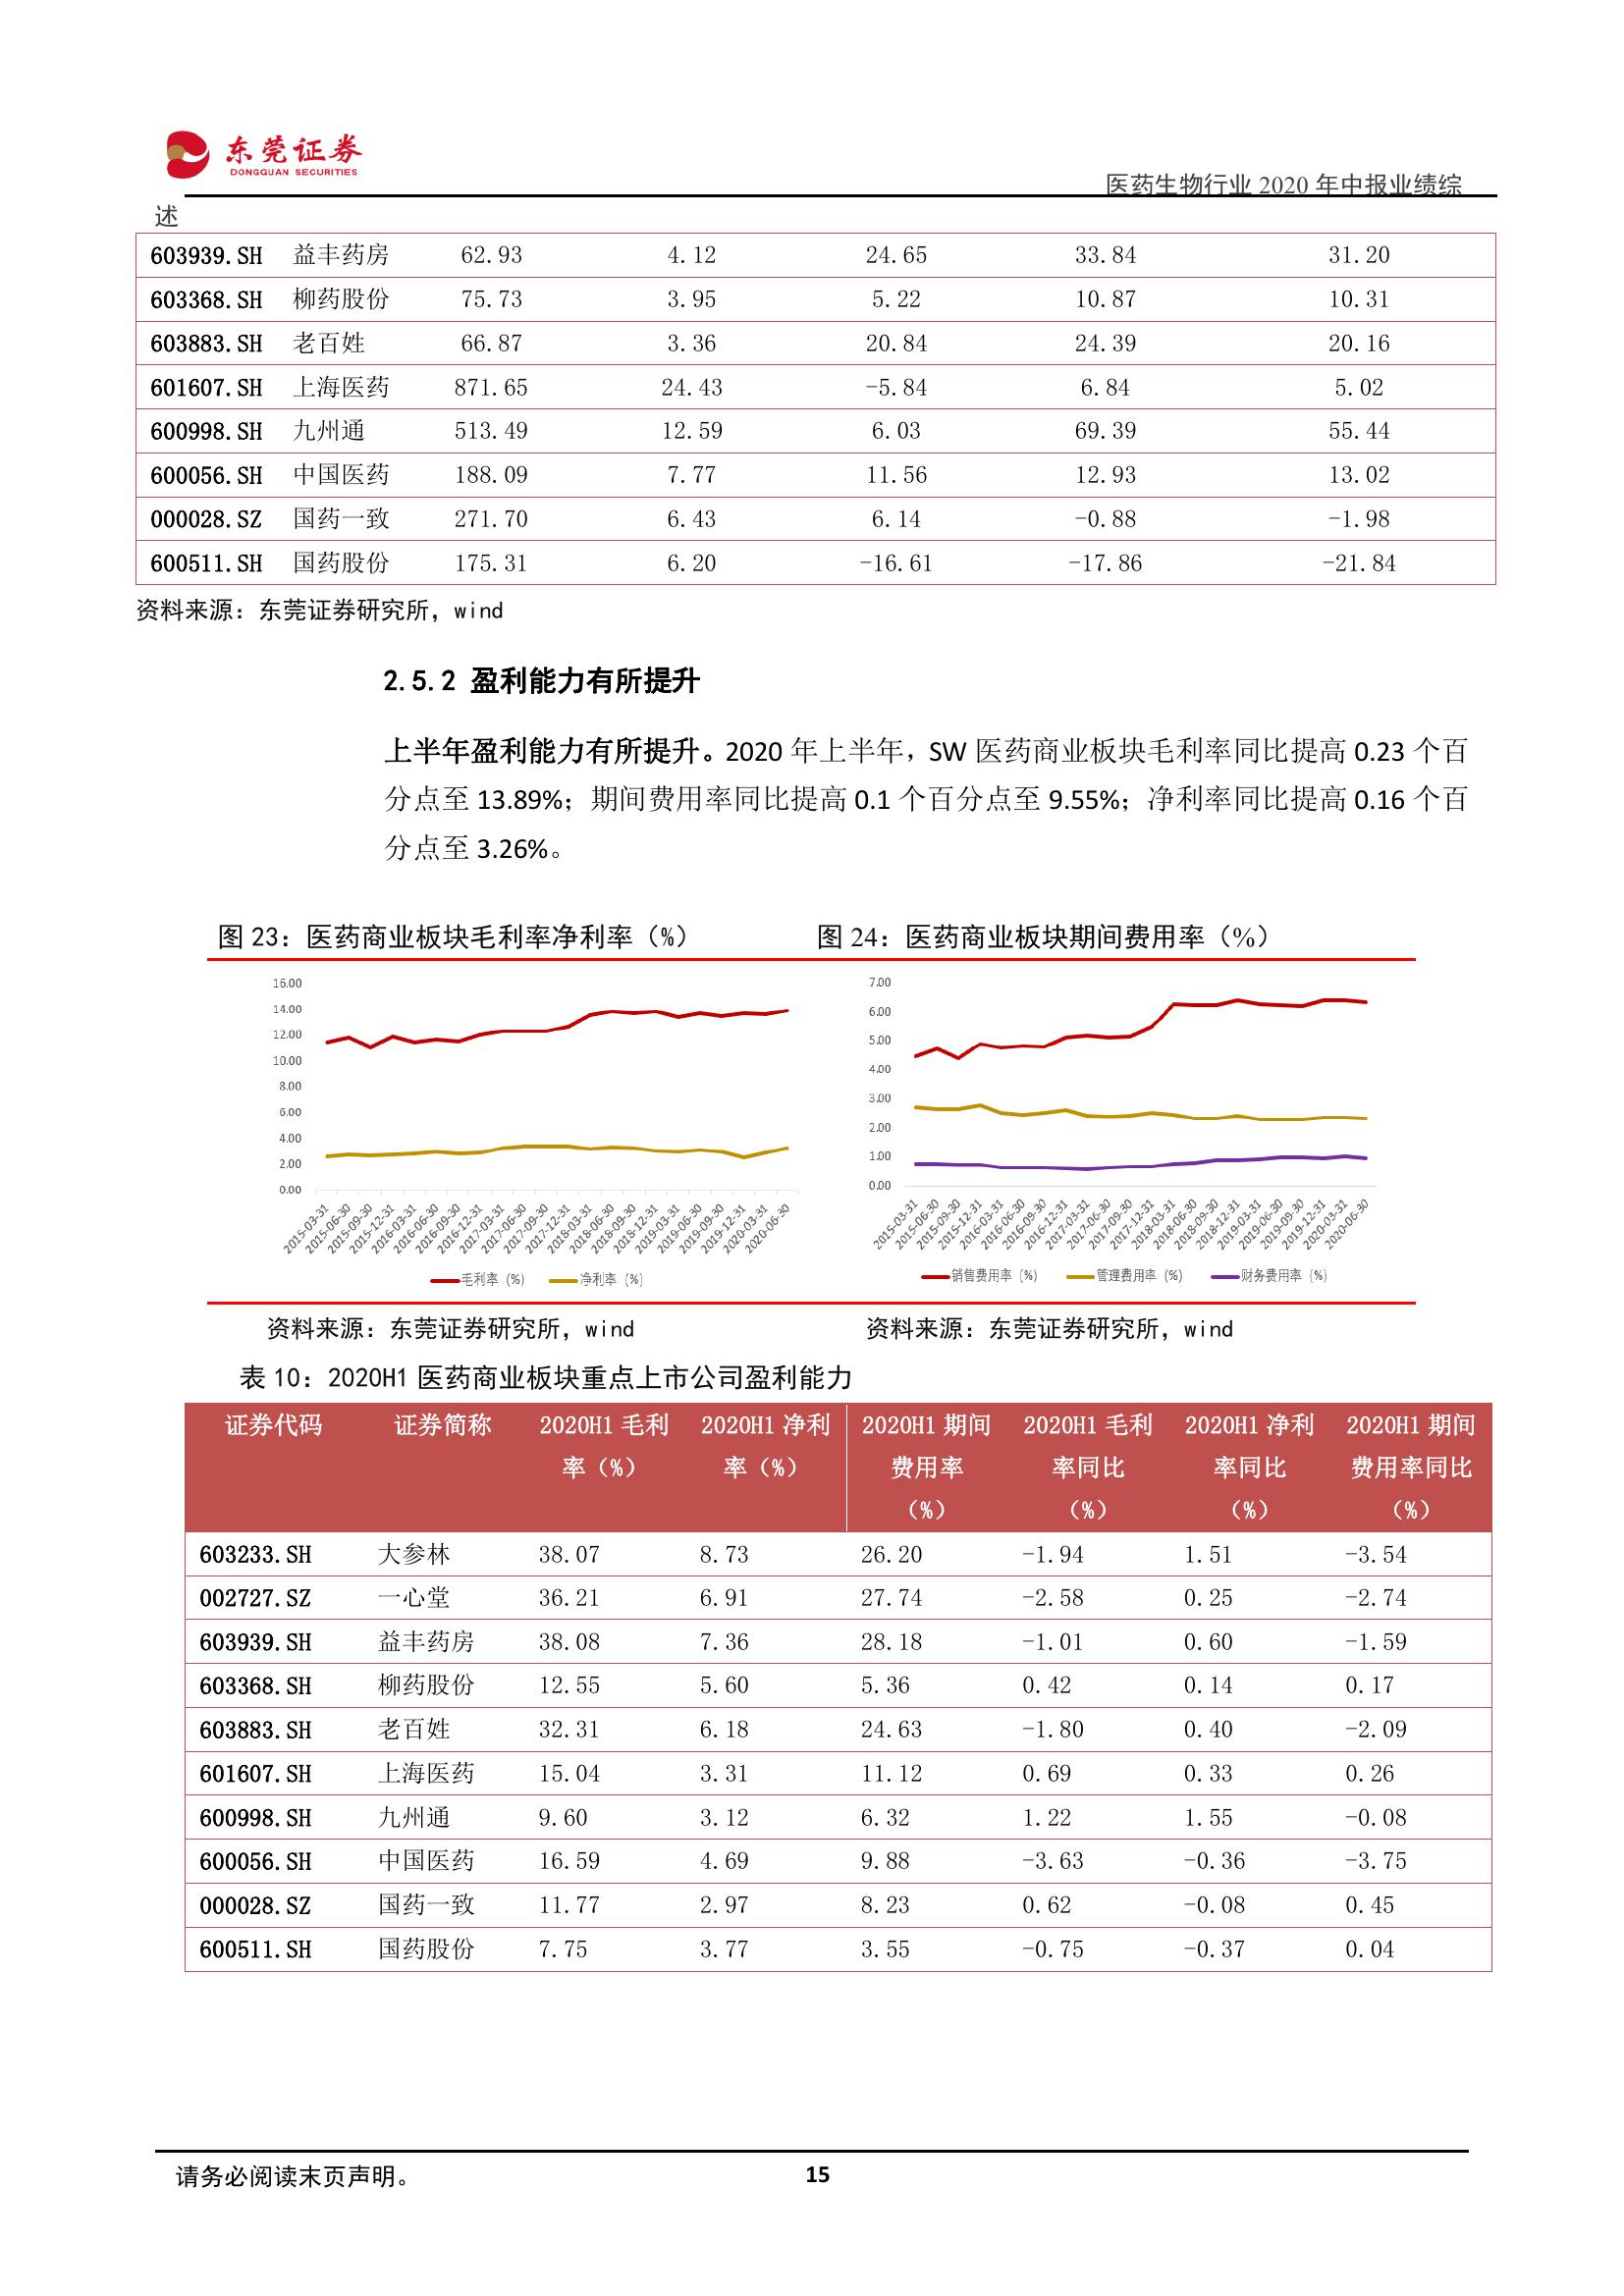 东莞证券
DONGGUAN SECURITIES
医药生物行业 2020 年中报业绩综
述
603939.SH 益丰药房 62.93 4.12 24.65 33.84 31.20
603368.SH 柳药股份 75.73 3.95 5.22 10.87 10.31
603883.SH 老百姓 66.87 3.36 20.84 24.39 20.16
601607.SH 上海医药 871.65 24.43 -5.84 6.84 5.02
600998.SH 九州通 513.49 12.59 6.03 69.39 55.44
600056.SH 中国医药 188.09 7.77 11.56 12.93 13.02
000028.SZ 国药一致 271.70 6.43 6.14 -0.88 -1.98
600511.SH 国药股份 175.31 6.20 -16.61 -17.86 -21.84
资料来源：东莞证券研究所，wind
2.5.2 盈利能力有所提升
上半年盈利能力有所提升。2020 年上半年，SW 医药商业板块毛利率同比提高 0.23 个百
分点至 13.89%；期间费用率同比提高 0.1 个百分点至 9.55%；净利率同比提高 0.16 个百
分点至 3.26%。
图 23：医药商业板块毛利率净利率（%）
16.00
14.00
12.00
10.00
8.00
6.00
4.00
2.00
0.00
2015-03-31 2015-06-30 2015-09-30 2015-12-31 2016-03-31 2016-06-30 2016-09-30 2016-12-31 2017-03-31 2017-06-30 2017-09-30 2017-12-31 2018-03-31 2018-06-30 2018-09-30 2018-12-31 2019-03-31 2019-06-30 2019-09-30 2019-12-31 2020-03-31 2020-06-30
毛利率（%） 净利率（%）
资料来源：东莞证券研究所，wind
图 24：医药商业板块期间费用率（%）
7.00
6.00
5.00
4.00
3.00
2.00
1.00
0.00
2015-03-31 2015-06-30 2015-09-30 2015-12-31 2016-03-31 2016-06-30 2016-09-30 2016-12-31 2017-03-31 2017-06-30 2017-09-30 2017-12-31 2018-03-31 2018-06-30 2018-09-30 2018-12-31 2019-03-31 2019-06-30 2019-09-30 2019-12-31 2020-03-31 2020-06-30
销售费用率（%） 管理费用率（%） 财务费用率（%）
资料来源：东莞证券研究所，wind
表 10：2020H1 医药商业板块重点上市公司盈利能力
证券代码 证券简称 2020H1 毛利 2020H1 净利 2020H1 期间 2020H1 毛利 2020H1 净利 2020H1 期间
率（%） 率（%） 费用率 率同比 率同比 费用率同比
（%） （%） （%） （%）
603233.SH 大参林 38.07 8.73 26.20 -1.94 1.51 -3.54
002727.SZ 一心堂 36.21 6.91 27.74 -2.58 0.25 -2.74
603939.SH 益丰药房 38.08 7.36 28.18 -1.01 0.60 -1.59
603368.SH 柳药股份 12.55 5.60 5.36 0.42 0.14 0.17
603883.SH 老百姓 32.31 6.18 24.63 -1.80 0.40 -2.09
601607.SH 上海医药 15.04 3.31 11.12 0.69 0.33 0.26
600998.SH 九州通 9.60 3.12 6.32 1.22 1.55 -0.08
600056.SH 中国医药 16.59 4.69 9.88 -3.63 -0.36 -3.75
000028.SZ 国药一致 11.77 2.97 8.23 0.62 -0.08 0.45
600511.SH 国药股份 7.75 3.77 3.55 -0.75 -0.37 0.04
请务必阅读末页声明。
15